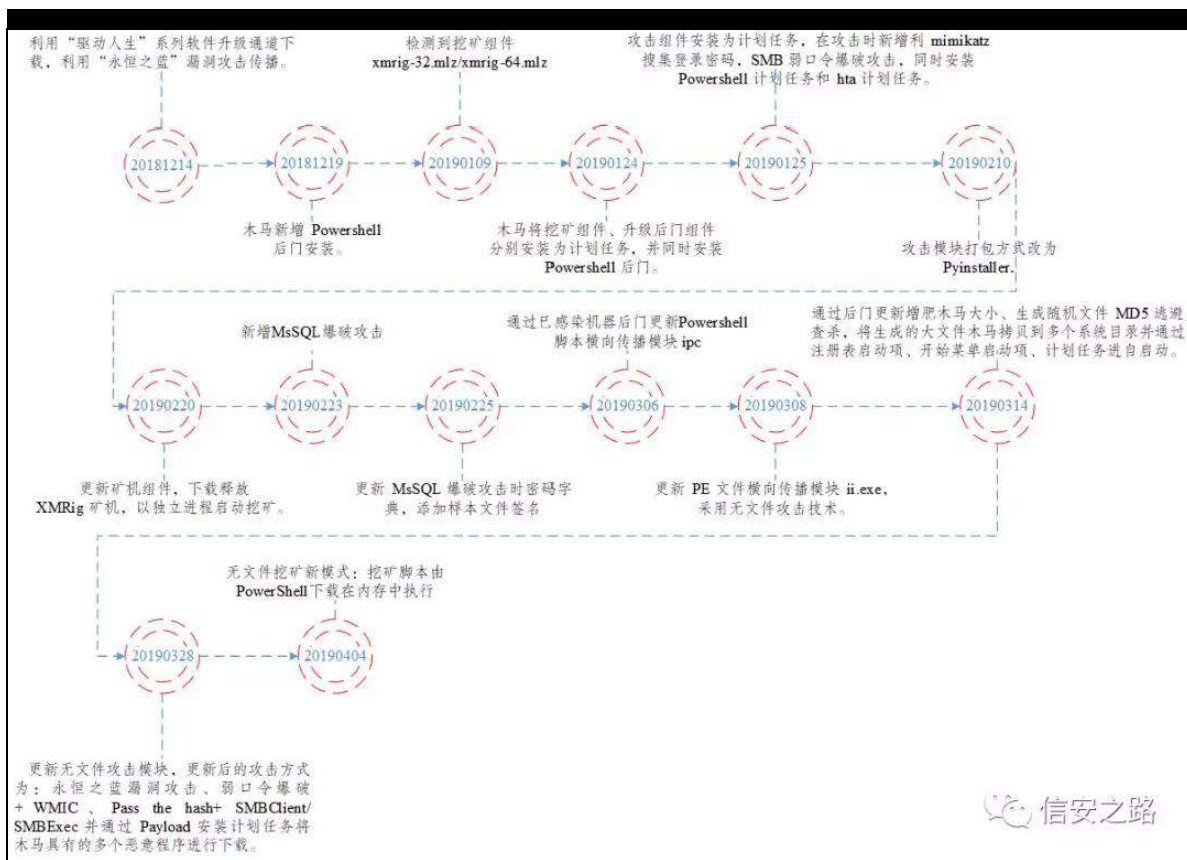 利用“驱动人生”系列软件升级通道下
载，利用“永恒之蓝”漏洞攻击传播。
检测到挖矿组件
xmrig-32.mlz/xmrig-64.mlz
攻击组件安装为计划任务，在攻击时新增利 mimikatz
搜集登录密码，SMB 弱口令爆破攻击，同时安装
Powershell 计划任务和 hta 计划任务。
20181214
20181219
20190109
20190124
20190125
20190210
木马新增 Powershell
后门安装。
木马将挖矿组件、升级后门组件
分别安装为计划任务，并同时安装
Powershell 后门。
攻击模块打包方式改为
Pyinstaller.
新增MsSQL爆破攻击
通过已感染机器后门更新Powershell
脚本横向传播模块 ipc
通过后门更新增肥木马大小、生成随机文件 MD5 逃避
查杀，将生成的大文件木马拷贝到多个系统目录并通过
注册表启动项、开始菜单启动项、计划任务进自启动。
20190220
20190223
20190225
20190306
20190308
20190314
更新矿机组件，下载释放
XMRig 矿机，以独立进程启动挖矿。
更新 MsSQL 爆破攻击时密码字
典，添加样本文件签名
更新 PE 文件横向传播模块 ii.exe，
采用无文件攻击技术。
无文件挖矿新模式：挖矿脚本由
PowerShell下载在内存中执行
20190328
20190404
更新无文件攻击模块，更新后的攻击方式
为：永恒之蓝漏洞攻击、弱口令爆破
+ WMIC 、 Pass the hash+ SMBClient/
SMBExec 并通过 Payload 安装计划任务将
木马具有的多个恶意程序进行下载。
信安之路